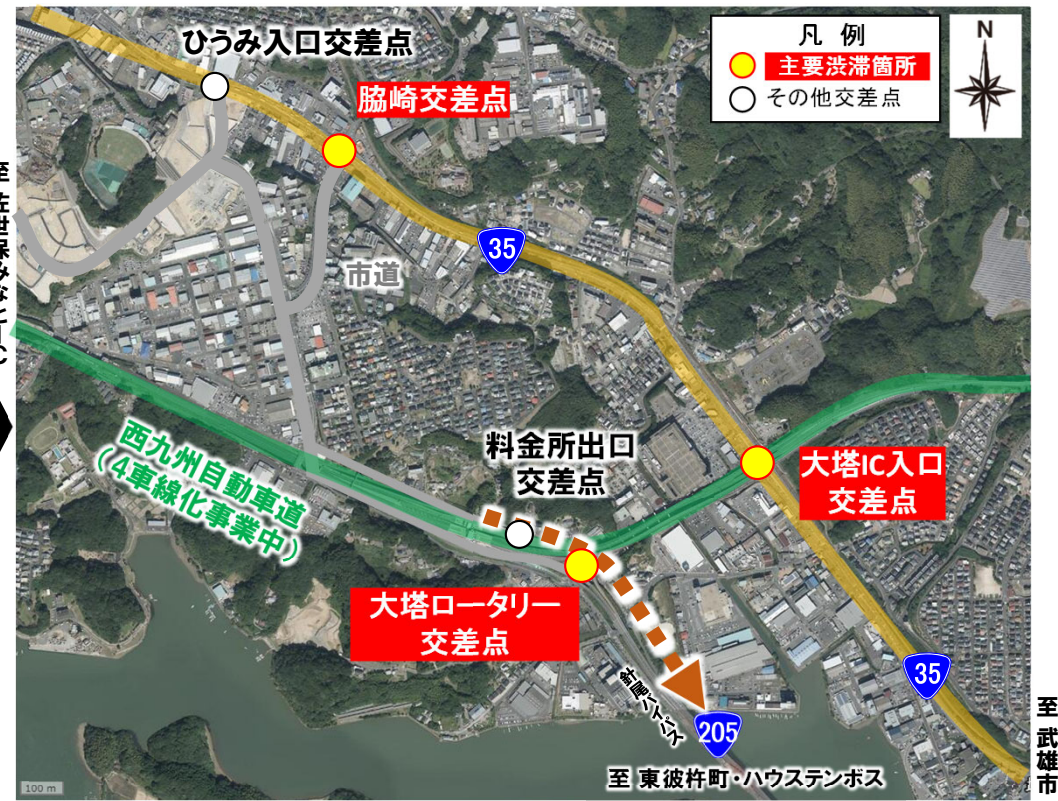 ひうみ入口交差点
凡 例
主要渋滞箇所
その他交差点
N
脇崎交差点
至 佐世保みなとIC
35
市道
西九州自動車道
(4車線化事業中)
料金所出口
交差点
大塔IC入口
交差点
大塔ロータリー
交差点
針尾バイパス
35
205
至 武雄市
至 東彼杵町・ハウステンボス
100 m